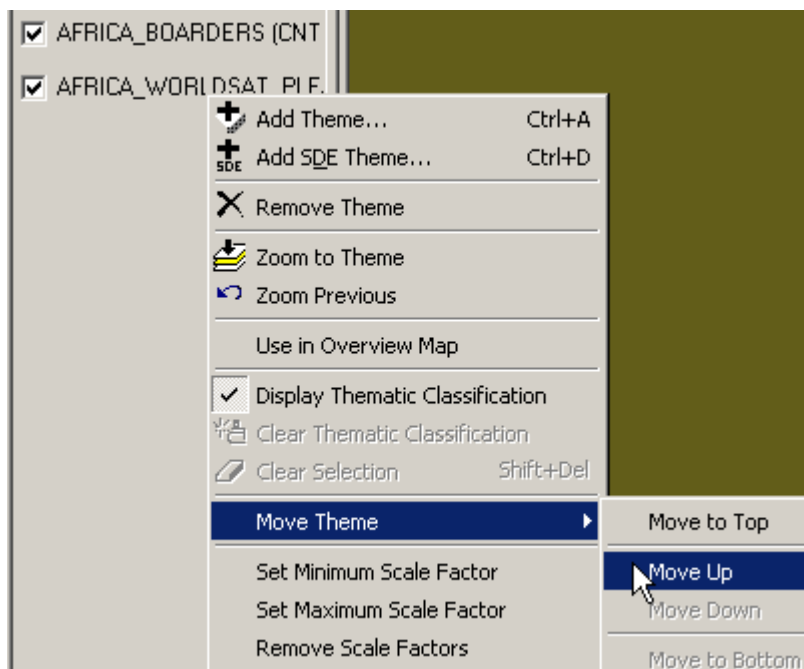 AFRICA_BOARDERS (CNT
AFRICA_WORLDSAT_PLF
Add Theme... Ctrl+A
SDE Add SDE Theme... Ctrl+D
Remove Theme
Zoom to Theme
Zoom Previous
Use in Overview Map
Display Thematic Classification
Clear Thematic Classification
Clear Selection Shift+Del
Move Theme Move to Top
Set Minimum Scale Factor Move Up
Set Maximum Scale Factor Move Down
Remove Scale Factors Move to Bottom